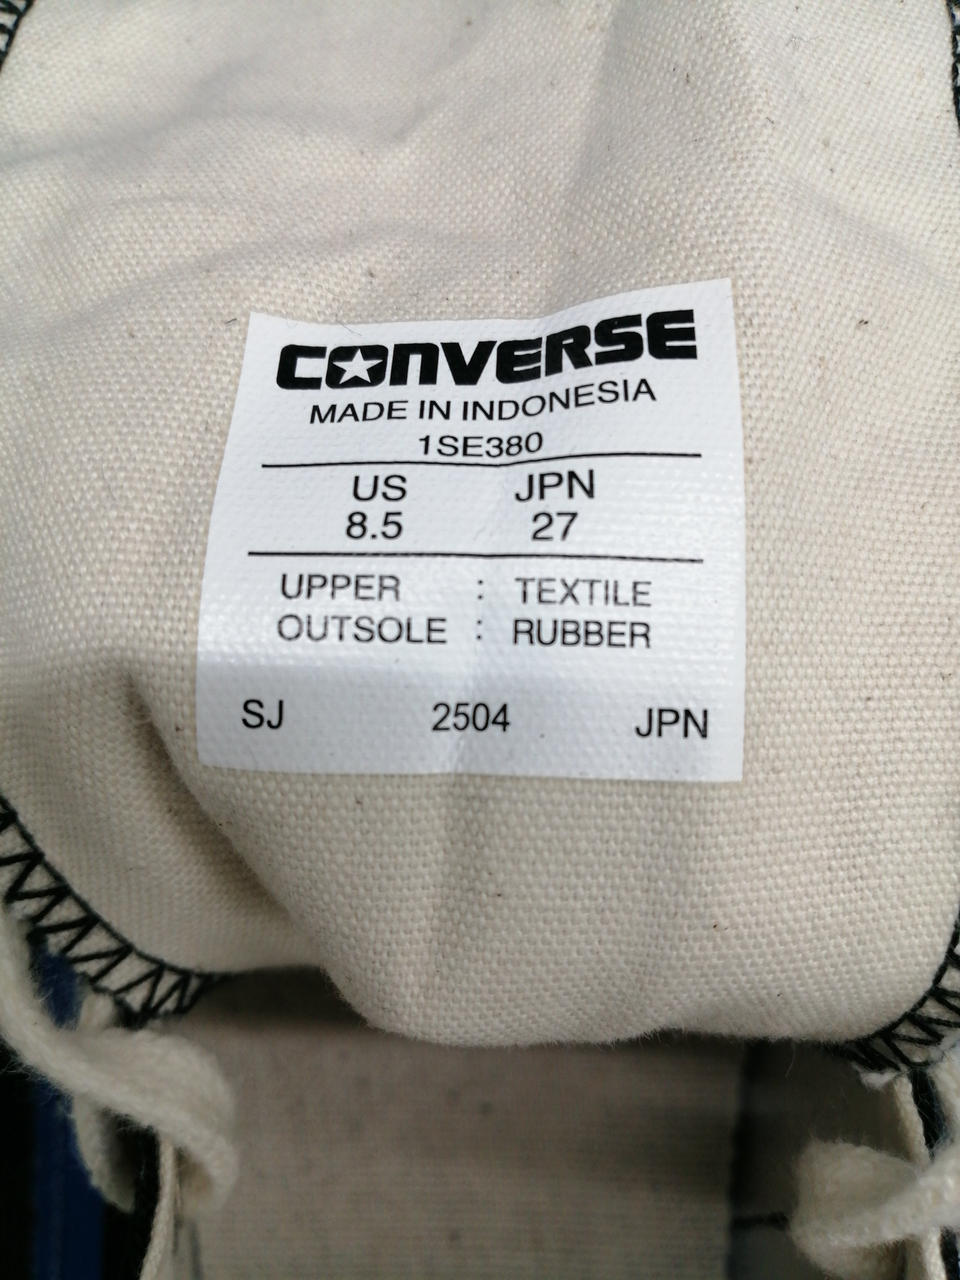 CONVERSE
MADE IN INDONESIA
1SE380
US JPN
8.5 27
UPPER : TEXTILE
OUTSOLE : RUBBER
SJ 2504 JPN